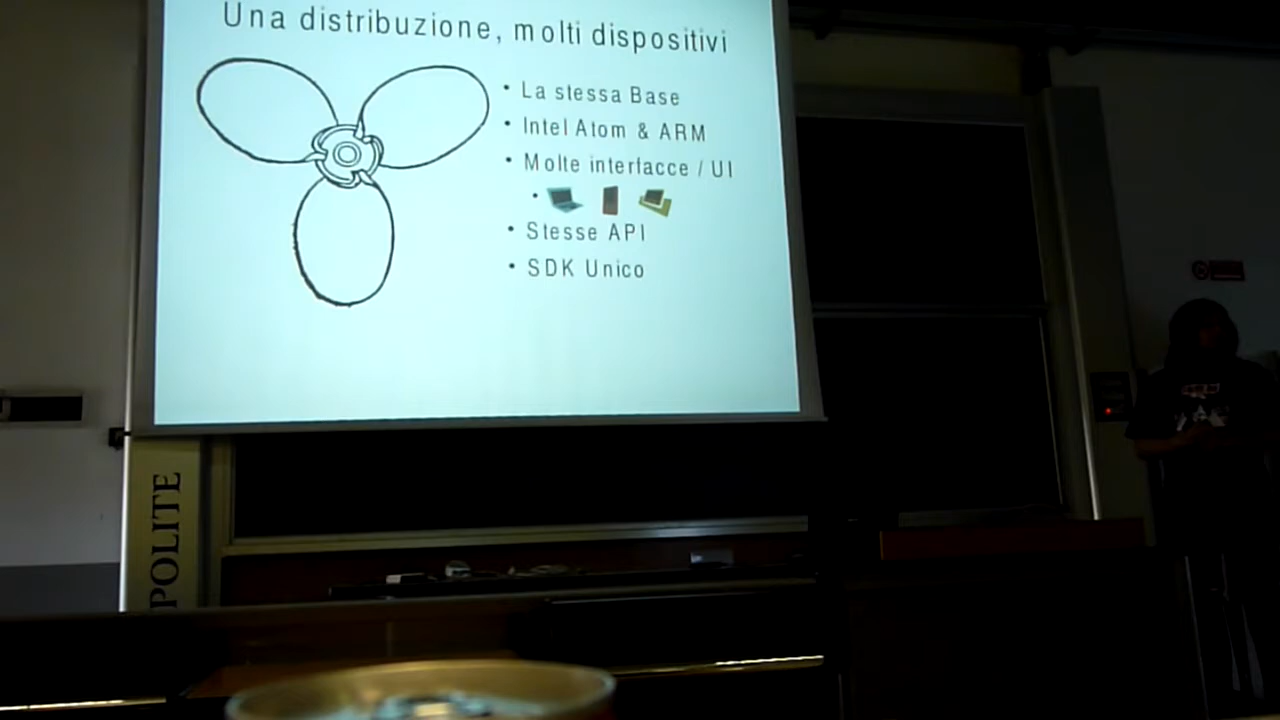 Una distribuzione, molti dispositivi
• La stessa Base
• Intel Atom & ARM
• Molte interfacce / UI
• Stesse API
• SDK Unico
POLITE